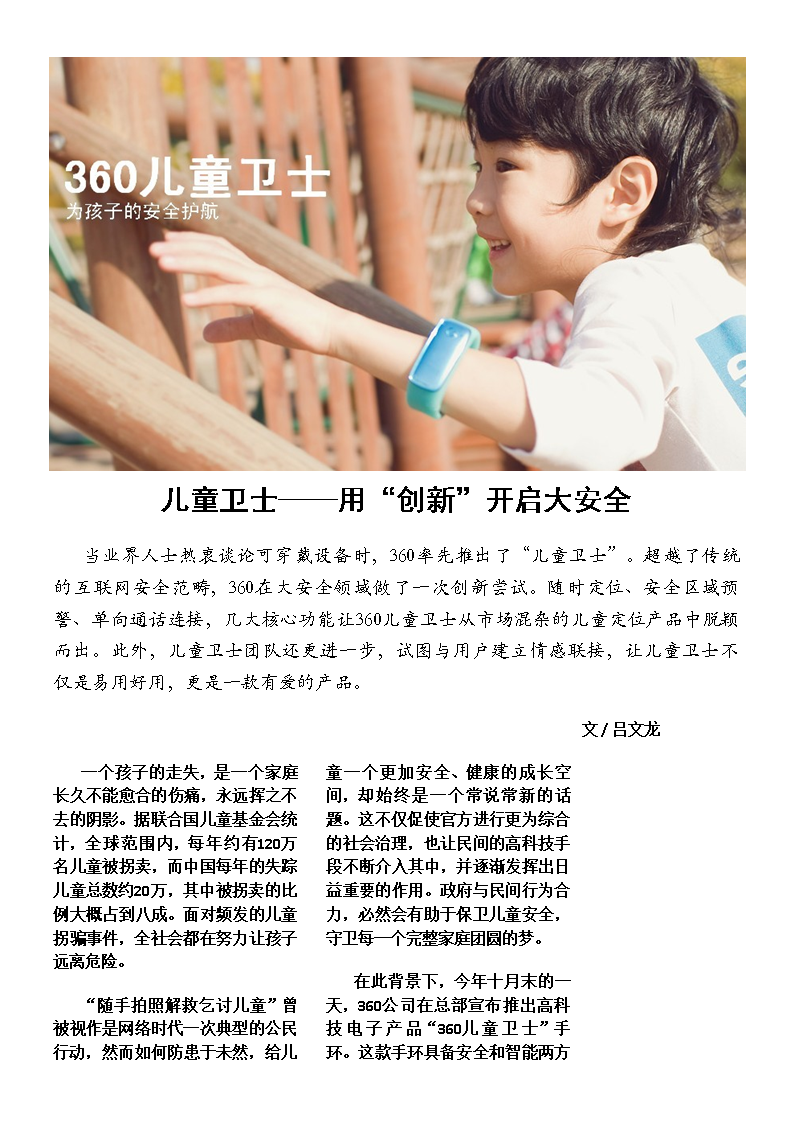 360儿童卫士
为孩子的安全护航
儿童卫士——用“创新”开启大安全
当业界人士热衷谈论可穿戴设备时，360率先推出了“儿童卫士”。超越了传统
的互联网安全范畴，360在大安全领域做了一次创新尝试。随时定位、安全区域预
警、单向通话连接，几大核心功能让360儿童卫士从市场混杂的儿童定位产品中脱颖
而出。此外，儿童卫士团队还更进一步，试图与用户建立情感联接，让儿童卫士不
仅是易用好用，更是一款有爱的产品。
文 / 吕文龙
一个孩子的走失，是一个家庭
长久不能愈合的伤痛，永远挥之不
去的阴影。据联合国儿童基金会统
计，全球范围内，每年约有120万
名儿童被拐卖，而中国每年的失踪
儿童总数约20万，其中被拐卖的比
例大概占到八成。面对频发的儿童
拐骗事件，全社会都在努力让孩子
远离危险。
“随手拍照解救乞讨儿童”曾
被视作是网络时代一次典型的公民
行动，然而如何防患于未然，给儿
童一个更加安全、健康的成长空
间，却始终是一个常说常新的话
题。这不仅促使官方进行更为综合
的社会治理，也让民间的高科技手
段不断介入其中，并逐渐发挥出日
益重要的作用。政府与民间行为合
力，必然会有助于保卫儿童安全，
守卫每一个完整家庭团圆的梦。
在此背景下，今年十月末的一
天，360公司在总部宣布推出高科
技电子产品“360儿童卫士”手
环。这款手环具备安全和智能两方